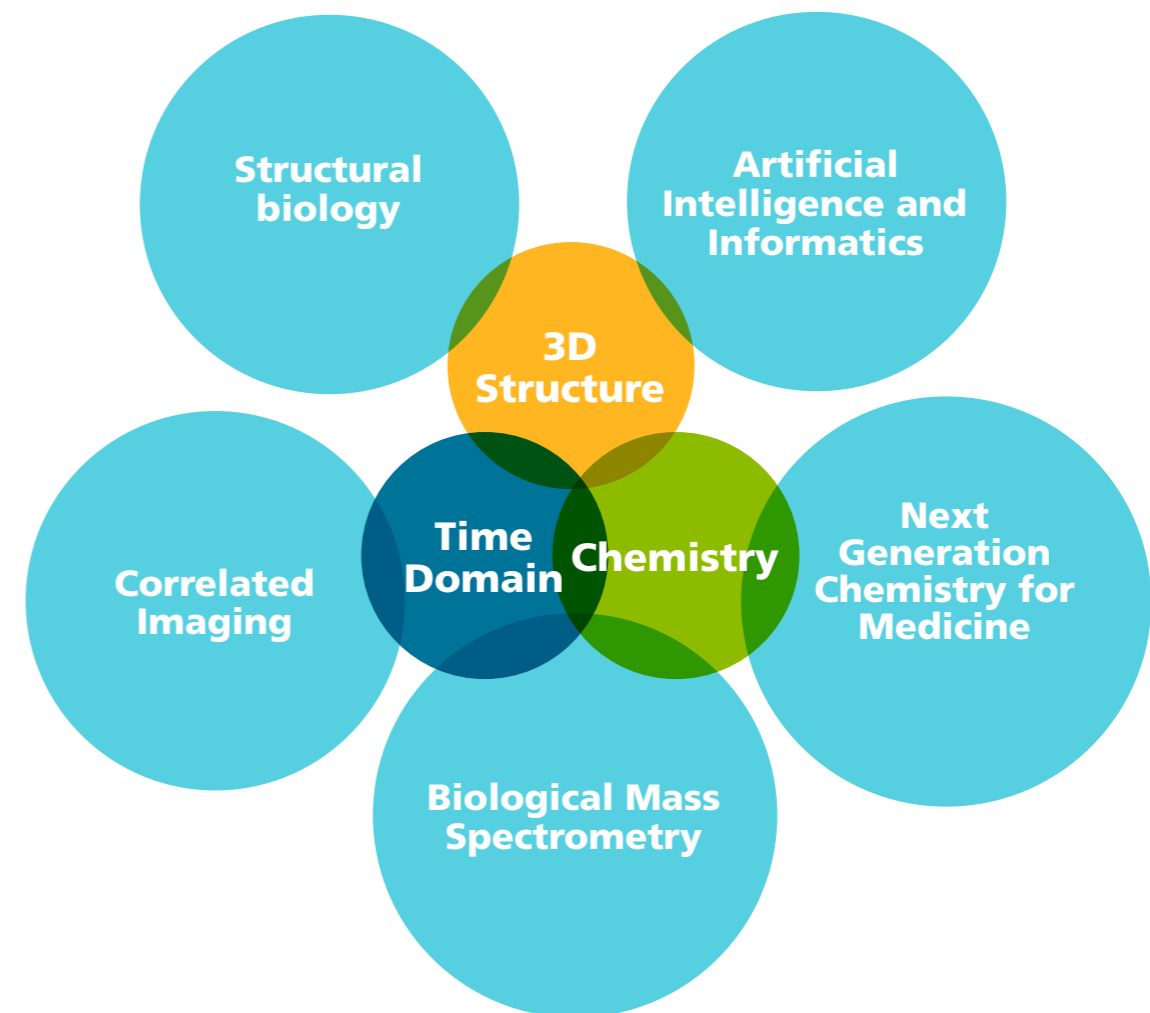 Structural
biology
Artificial
Intelligence and
Informatics
3D
Structure
Time
Domain
Chemistry
Next
Generation
Chemistry for
Medicine
Correlated
Imaging
Biological Mass
Spectrometry